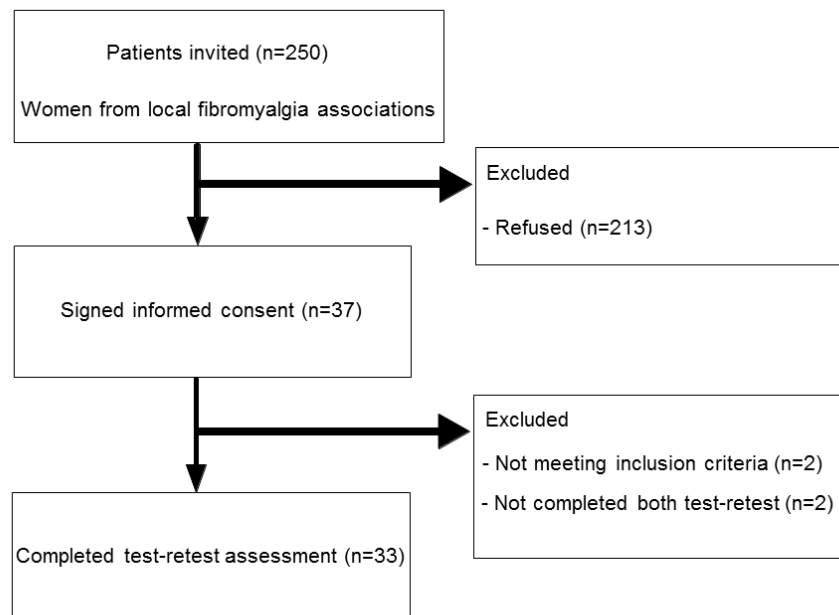 Patients invited (n=250)
Women from local fibromyalgia associations
Excluded
- Refused (n=213)
Signed informed consent (n=37)
Excluded
- Not meeting inclusion criteria (n=2)
- Not completed both test-retest (n=2)
Completed test-retest assessment (n=33)